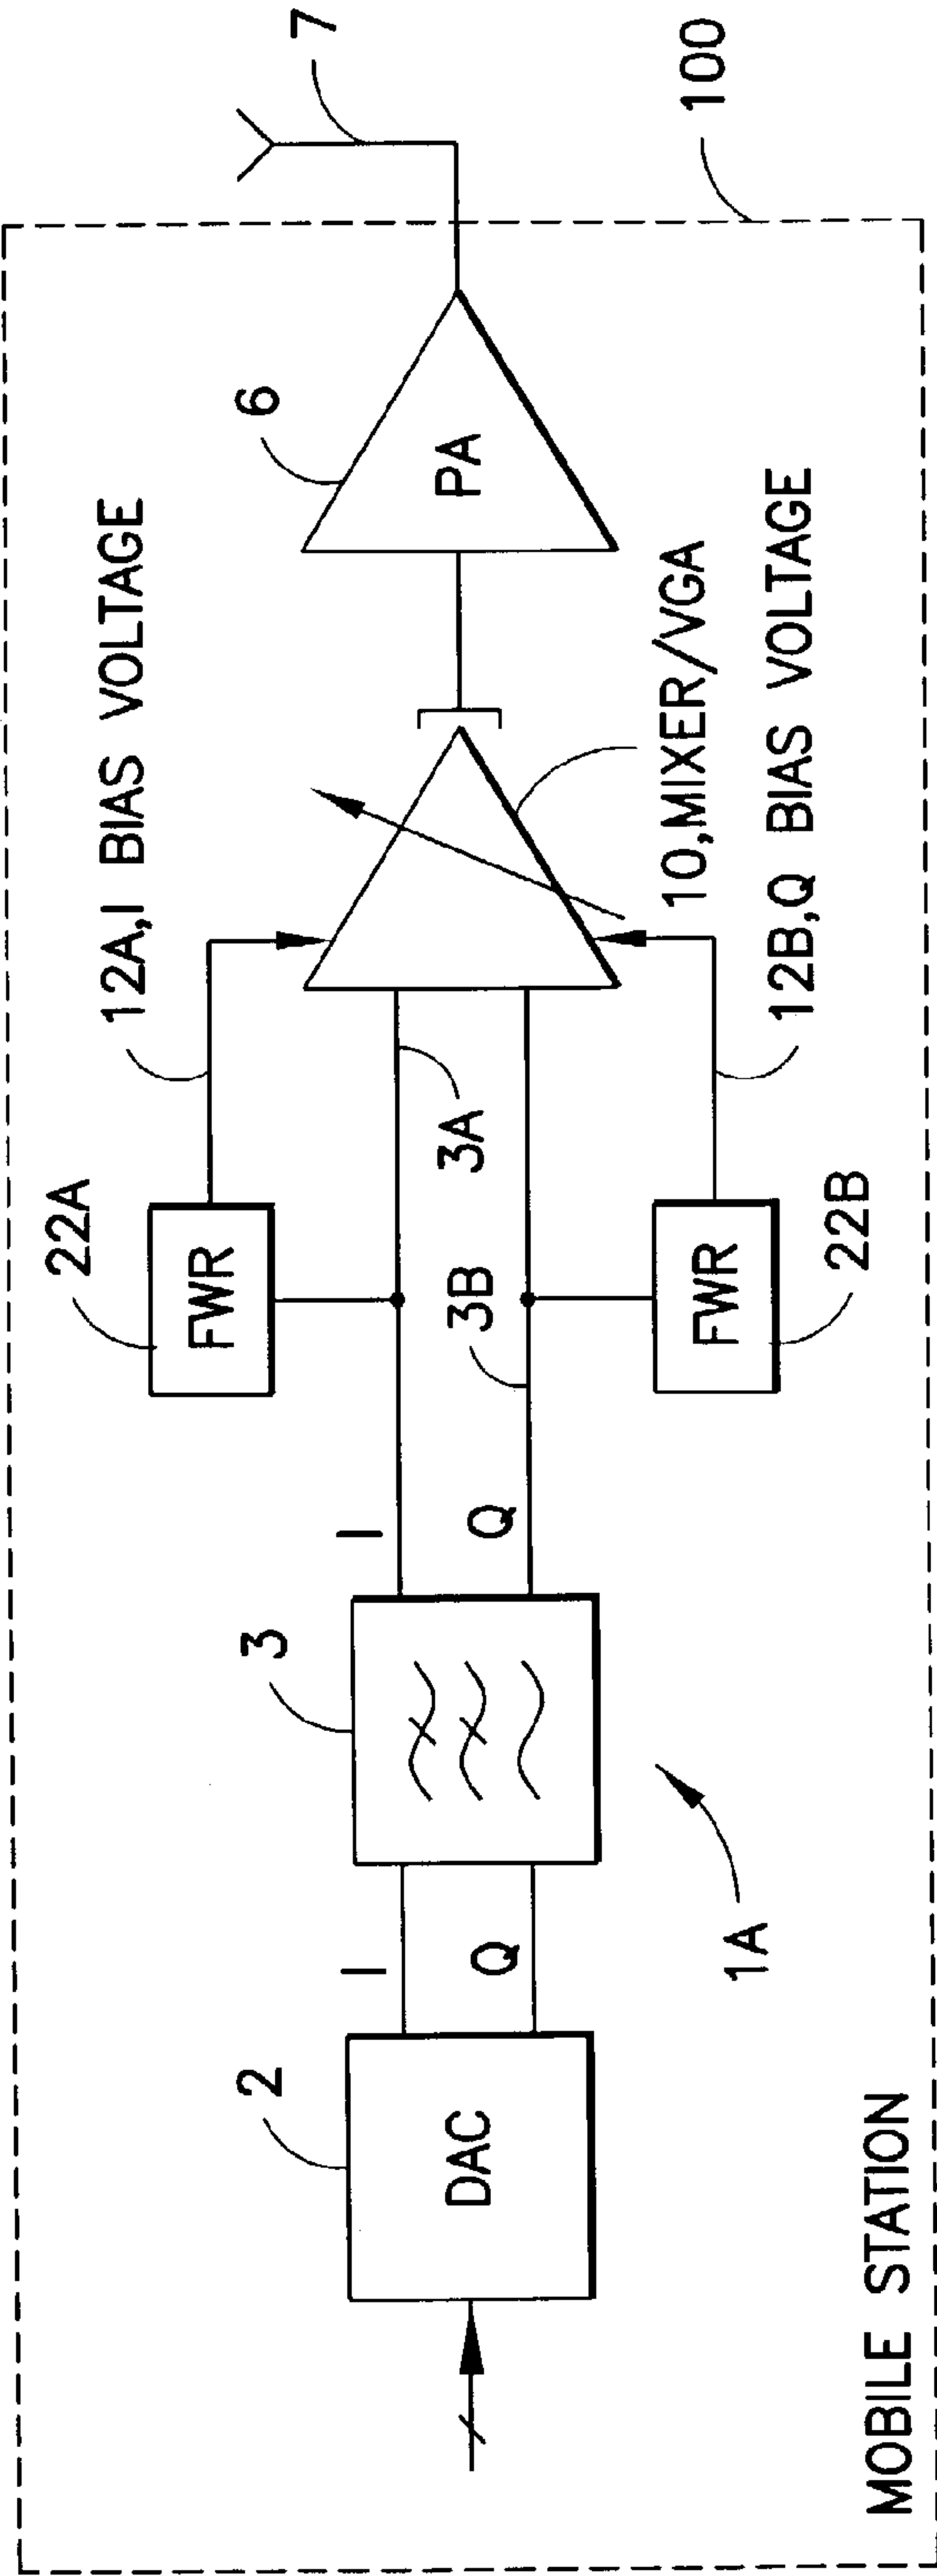 7
100
6
PA
12A,I BIAS VOLTAGE
10,MIXER/VGA
12B,Q BIAS VOLTAGE
22A
FWR
3A
3B
FWR
22B
I
Q
3
I
Q
2
DAC
1A
MOBILE STATION